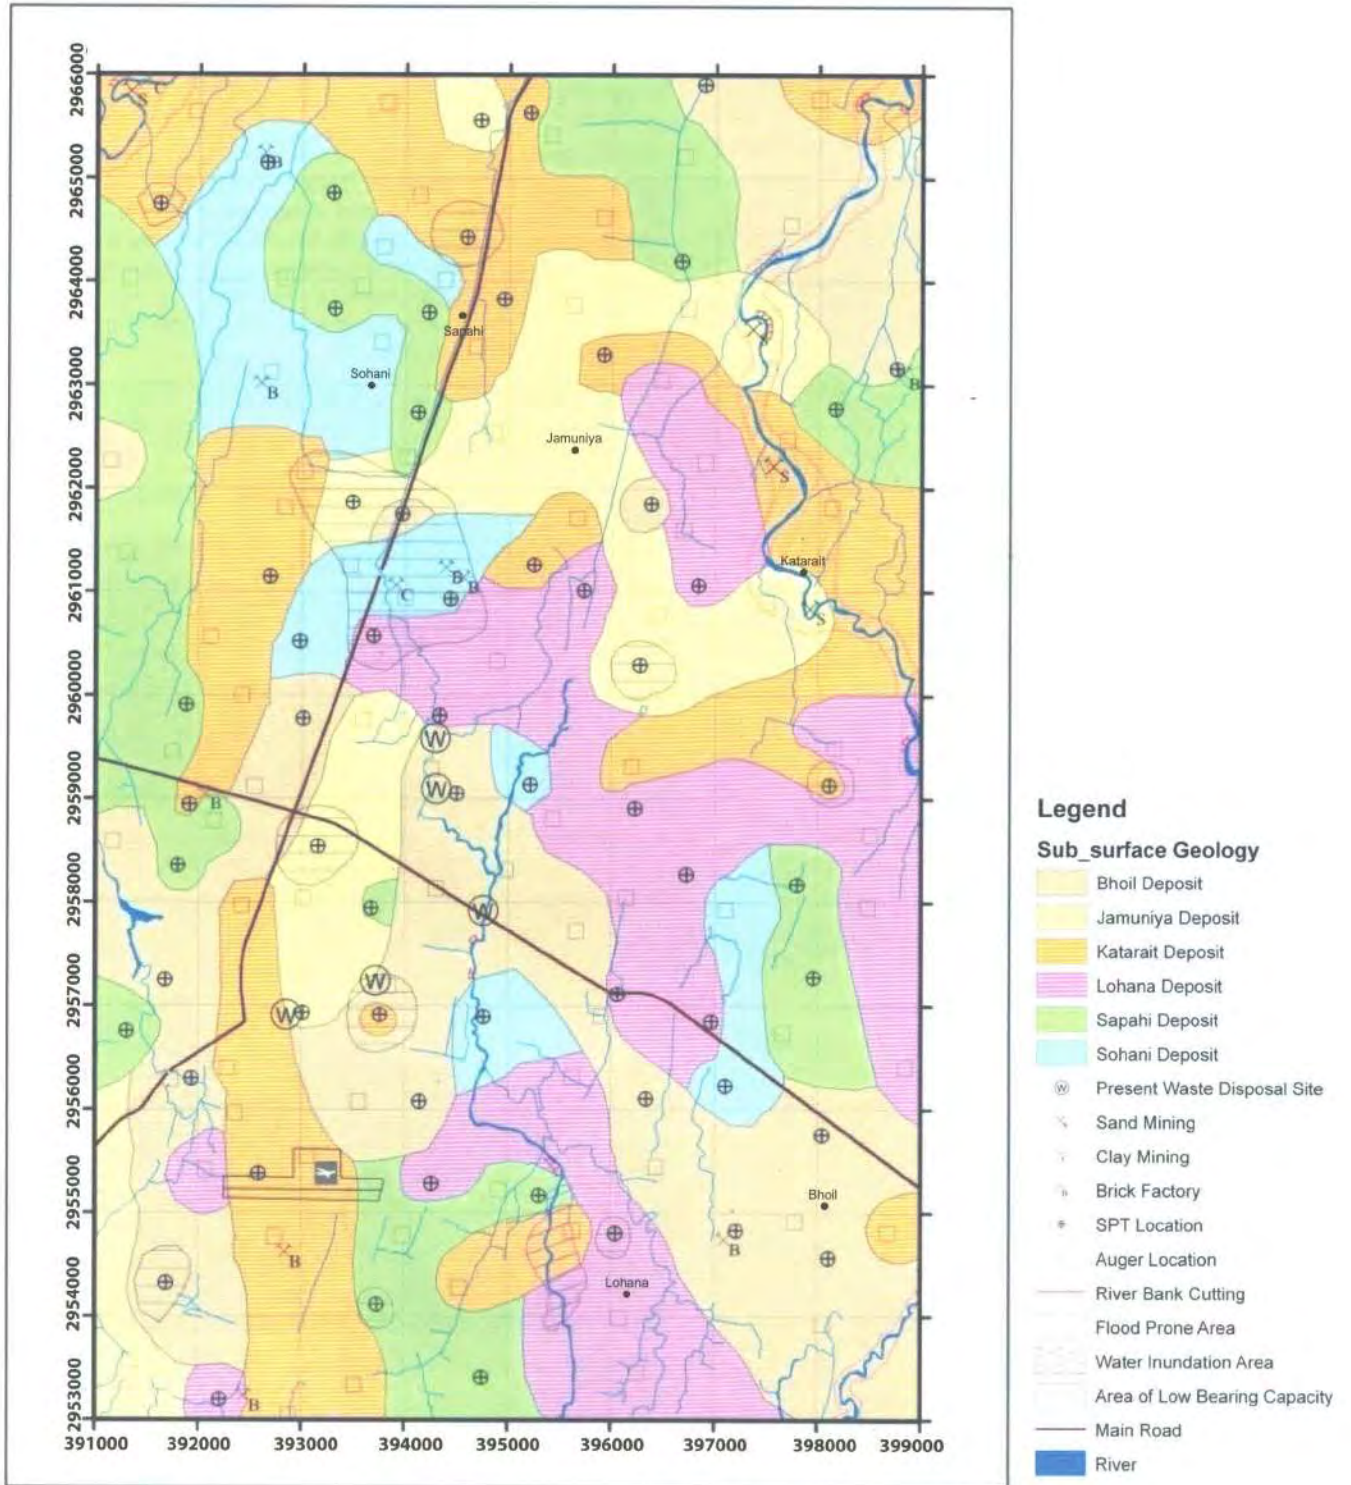 2966000
2965000
2964000
2963000
2962000
2961000
2960000
2959000
2958000
2957000
2956000
2955000
2954000
2953000
391000 392000 393000 394000 395000 396000 397000 398000 399000
S C
B
Sapahi
Sohani
B
B
Jamuniya
S
Katarait
B
B
C
S
W
W
B
W
W
W
Bhoil
B
B
Lohana
B
Legend
Sub_surface Geology
Bhoil Deposit
Jamuniya Deposit
Katarait Deposit
Lohana Deposit
Sapahi Deposit
Sohani Deposit
W Present Waste Disposal Site
Sand Mining
Clay Mining
B Brick Factory
SPT Location
Auger Location
River Bank Cutting
Flood Prone Area
Water Inundation Area
Area of Low Bearing Capacity
Main Road
River